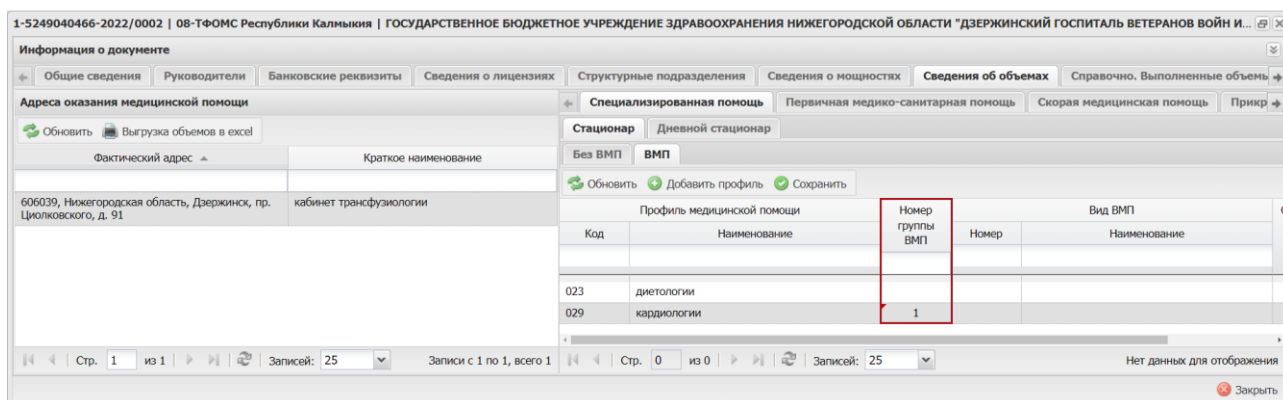 1-5249040466-2022/0002 | 08-ТФОМС Республики Калмыкия | ГОСУДАРСТВЕННОЕ БЮДЖЕТНОЕ УЧРЕЖДЕНИЕ ЗДРАВООХРАНЕНИЯ НИЖЕГОРОДСКОЙ ОБЛАСТИ "ДЗЕРЖИНСКИЙ ГОСПИТАЛЬ ВЕТЕРАНОВ ВОЙН И...
Информация о документе
Общие сведения Руководители Банковские реквизиты Сведения о лицензиях Структурные подразделения Сведения о мощностях Сведения об объемах Справочно. Выполненные объемы
Адреса оказания медицинской помощи
Обновить Выгрузка объемов в excel
Фактический адрес Краткое наименование
606039, Нижегородская область, Дзержинск, пр. Циолковского, д. 91 кабинет трансфузиологии
Стр. 1 из 1 Записей: 25 Записи с 1 по 1, всего 1
Специализированная помощь Первичная медико-санитарная помощь Скорая медицинская помощь Прикр
Стационар Дневной стационар
Без ВМП ВМП
Обновить Добавить профиль Сохранить
Профиль медицинской помощи Номер группы ВМП Вид ВМП
Код Наименование Номер Наименование
023 диетологии
029 кардиологии 1
Стр. 0 из 0 Записей: 25 Нет данных для отображения
Закрыть